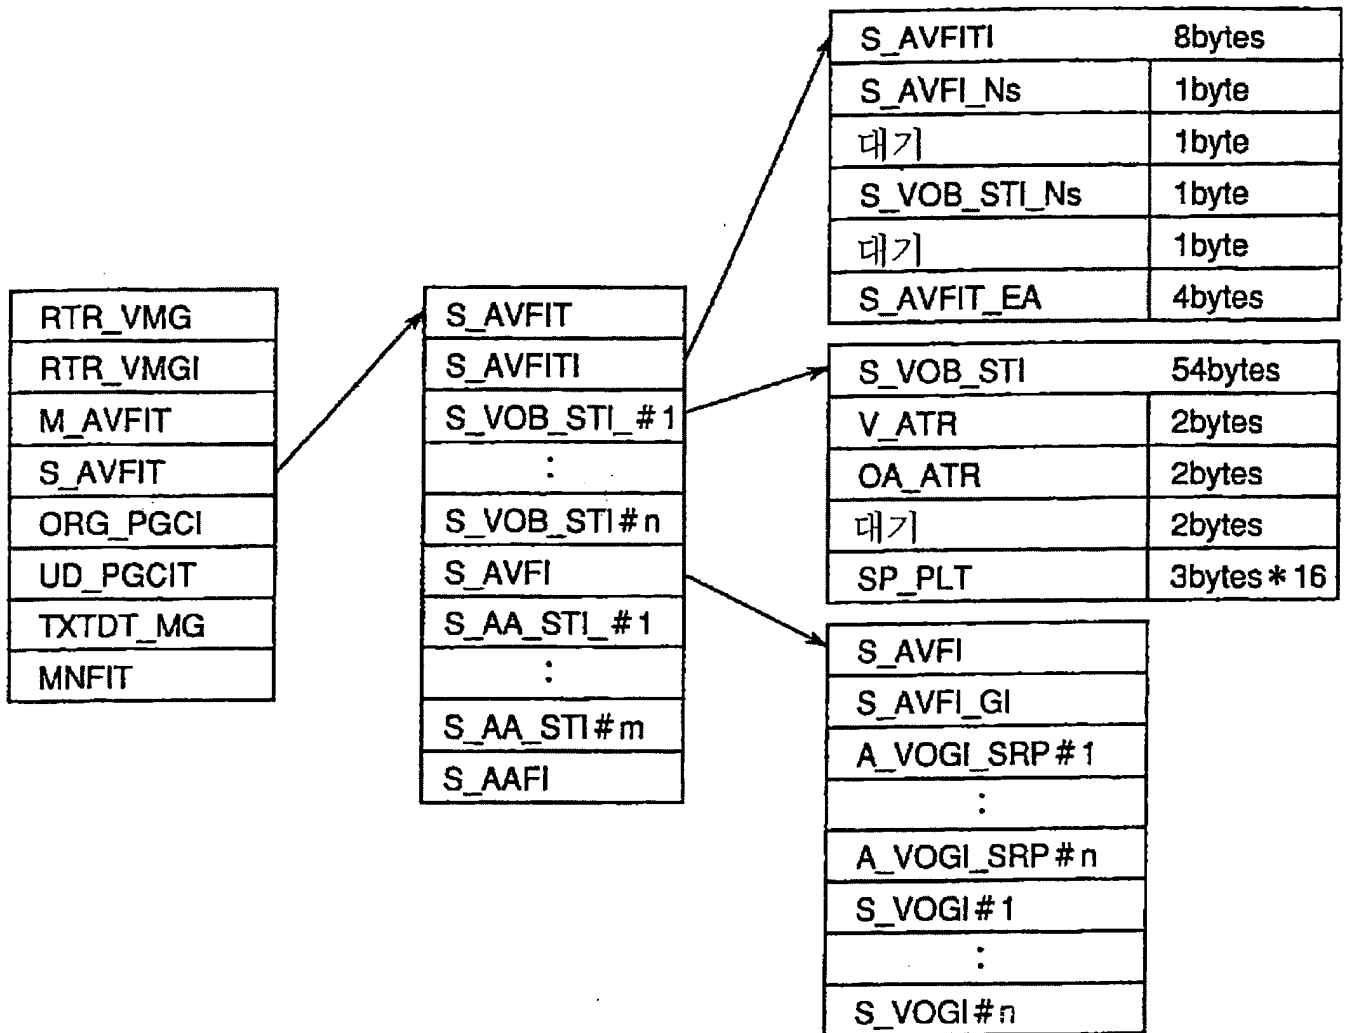 RTR_VMG
RTR_VMGI
M_AVFIT
S_AVFIT
ORG_PGCI
UD_PGCIT
TXTDT_MG
MNFIT
S_AVFIT
S_AVFITI
S_VOB_STI_#1
:
S_VOB_STI#n
S_AVFI
S_AA_STI_#1
:
S_AA_STI#m
S_AAFI
S_AVFITI 8bytes
S_AVFI_Ns 1byte
대기 1byte
S_VOB_STI_Ns 1byte
대기 1byte
S_AVFIT_EA 4bytes
S_VOB_STI 54bytes
V_ATR 2bytes
OA_ATR 2bytes
대기 2bytes
SP_PLT 3bytes*16
S_AVFI
S_AVFI_GI
A_VOGI_SRP#1
:
A_VOGI_SRP#n
S_VOGI#1
:
S_VOGI#n